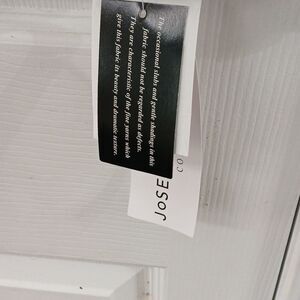 The occasional slubs and gentle shadings in this
fabric should not be regarded as defects.
They are characteristic of the fine yarns which
give this fabric its beauty and dramatic texture.
JOSE
CO